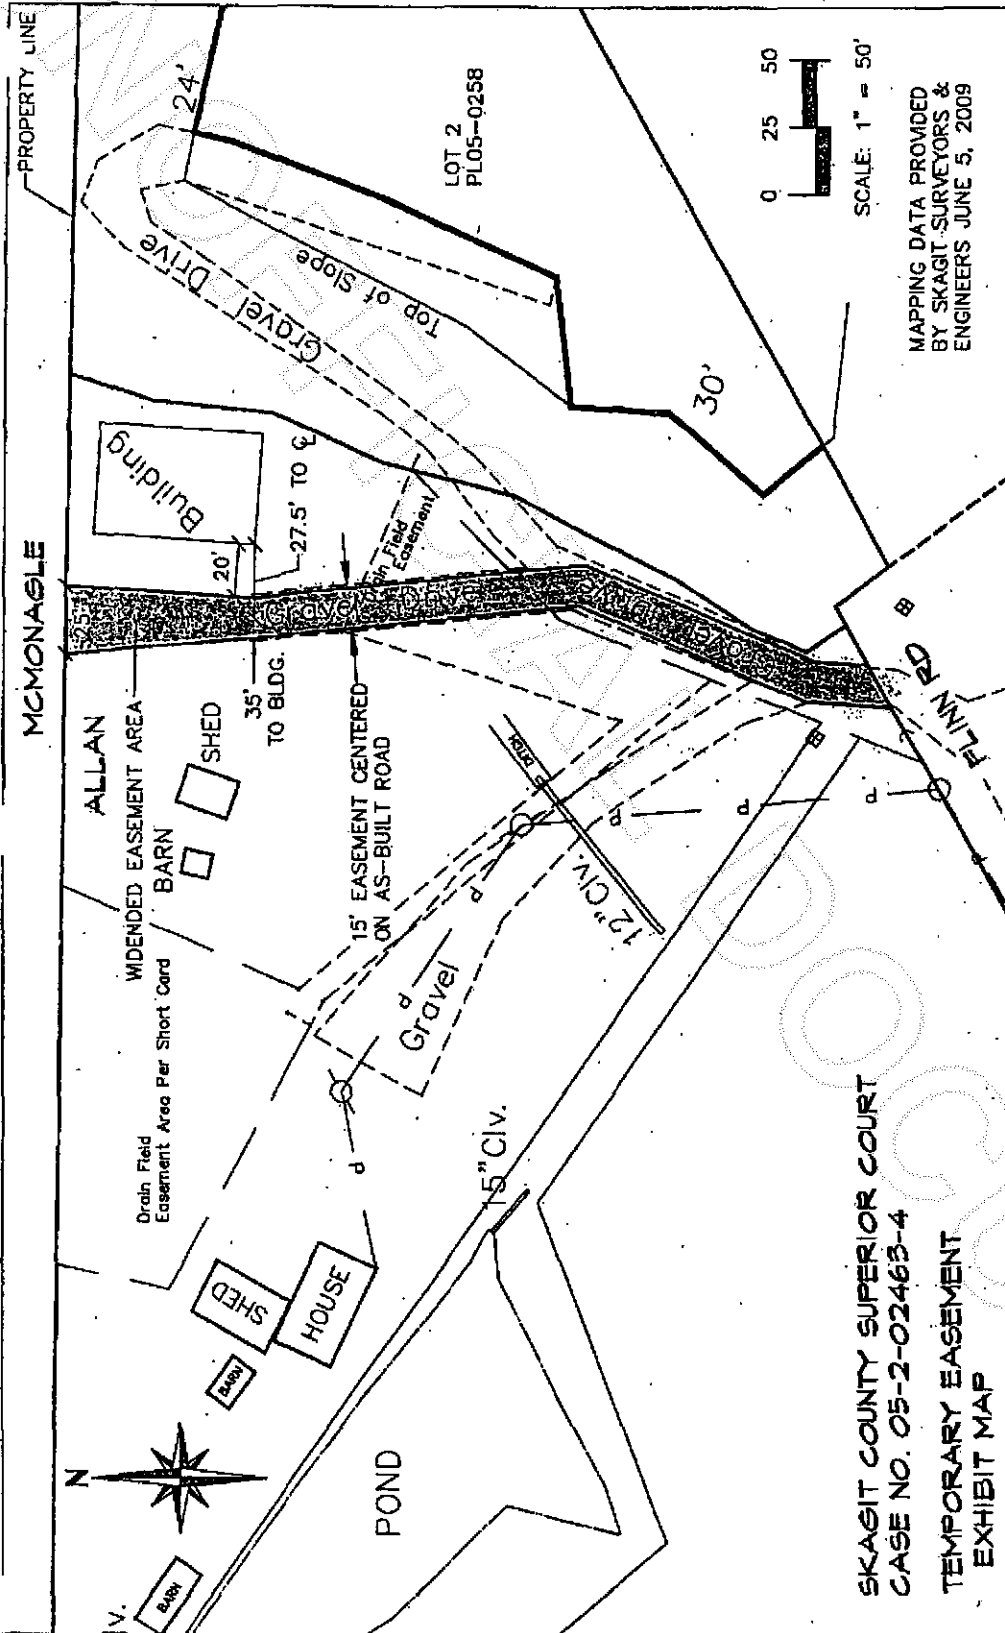 PROPERTY LINE
MCMONAGLE
24'
LOT 2
PL05-0258
0 25 50
SCALE: 1" = 50'
MAPPING DATA PROVIDED
BY SKAGIT SURVEYORS &
ENGINEERS JUNE 5, 2009
Gravel Drive
Top of Slope
30'
Building
20'
27.5' TO ℄
Drain Field
Easement
25'
Gravel Drive
Gravel Drive
ALLAN
WIDENDED EASEMENT AREA
35'
TO BLDG.
SHED
BARN
15' EASEMENT CENTERED
ON AS-BUILT ROAD
Drain Field
Easement Area Per Short Card
DITCH
12" Clv.
P
P
P
P
P
P
P
Gravel
FLINN RD
15" Clv.
SHED
HOUSE
BARN
N
BARN
POND
SKAGIT COUNTY SUPERIOR COURT
CASE NO. 05-2-02463-4
TEMPORARY EASEMENT
EXHIBIT MAP